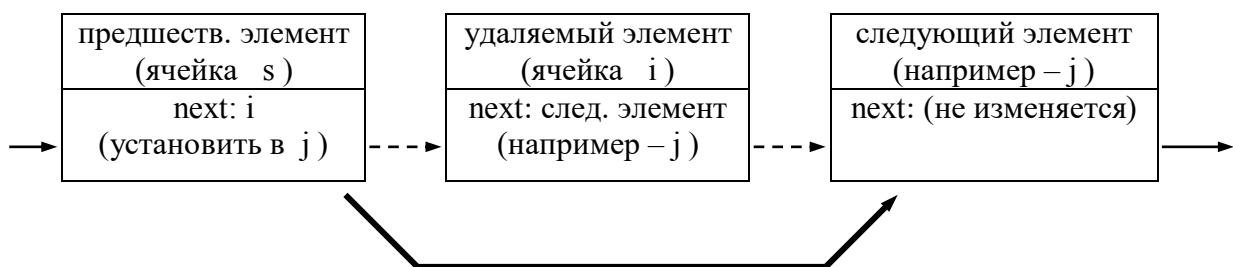 предшеств. элемент
(ячейка s )
next: i
(установить в j )
удаляемый элемент
(ячейка i )
next: след. элемент
(например – j )
следующий элемент
(например – j )
next: (не изменяется)